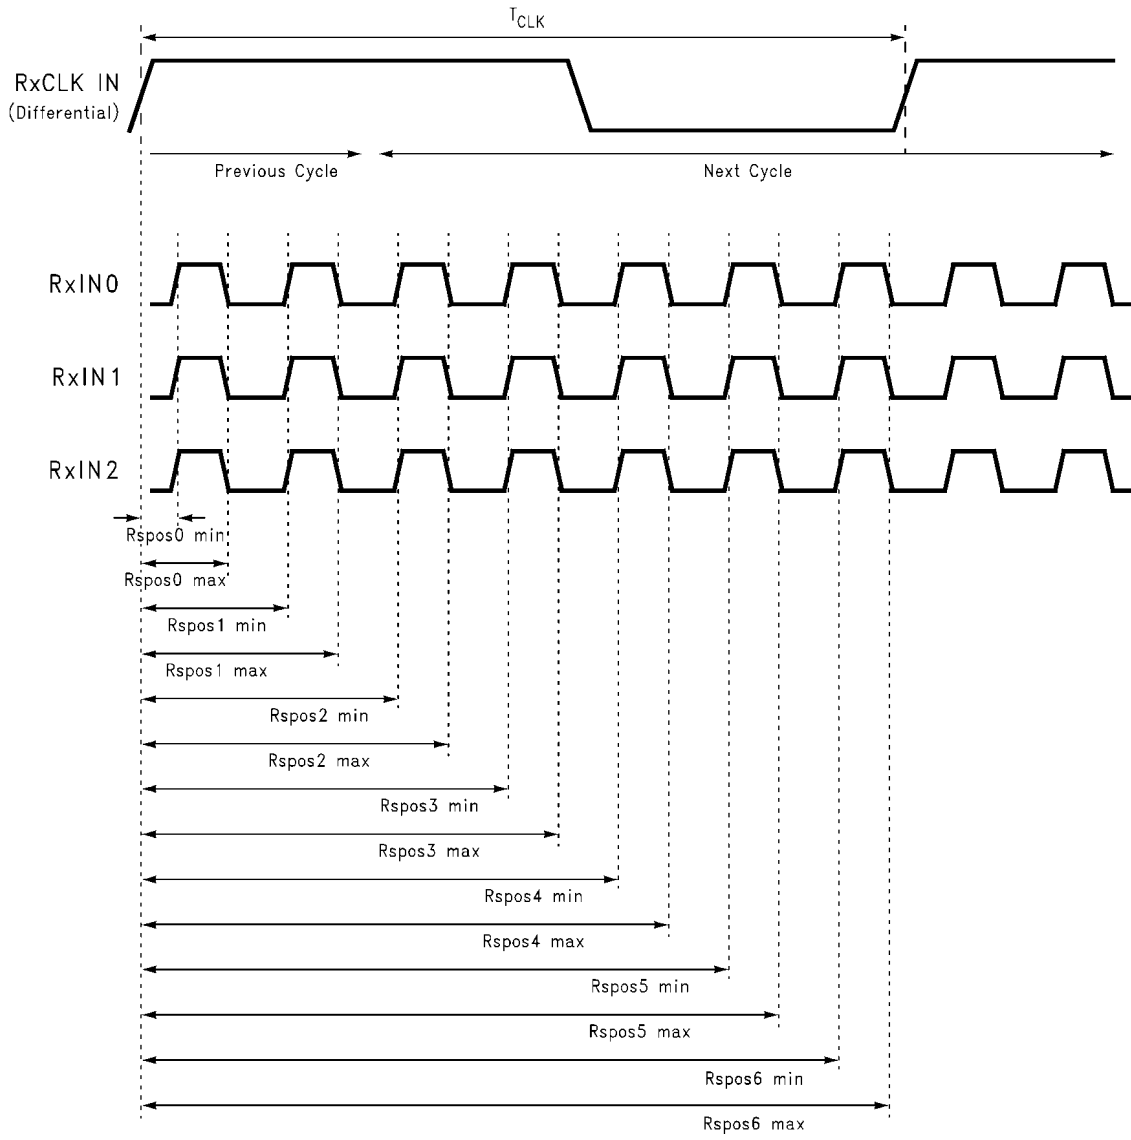 TCLK
RxCLK IN
(Differential)
Previous Cycle
Next Cycle
RxIN0
RxIN1
RxIN2
Rspos0 min
Rspos0 max
Rspos1 min
Rspos1 max
Rspos2 min
Rspos2 max
Rspos3 min
Rspos3 max
Rspos4 min
Rspos4 max
Rspos5 min
Rspos5 max
Rspos6 min
Rspos6 max